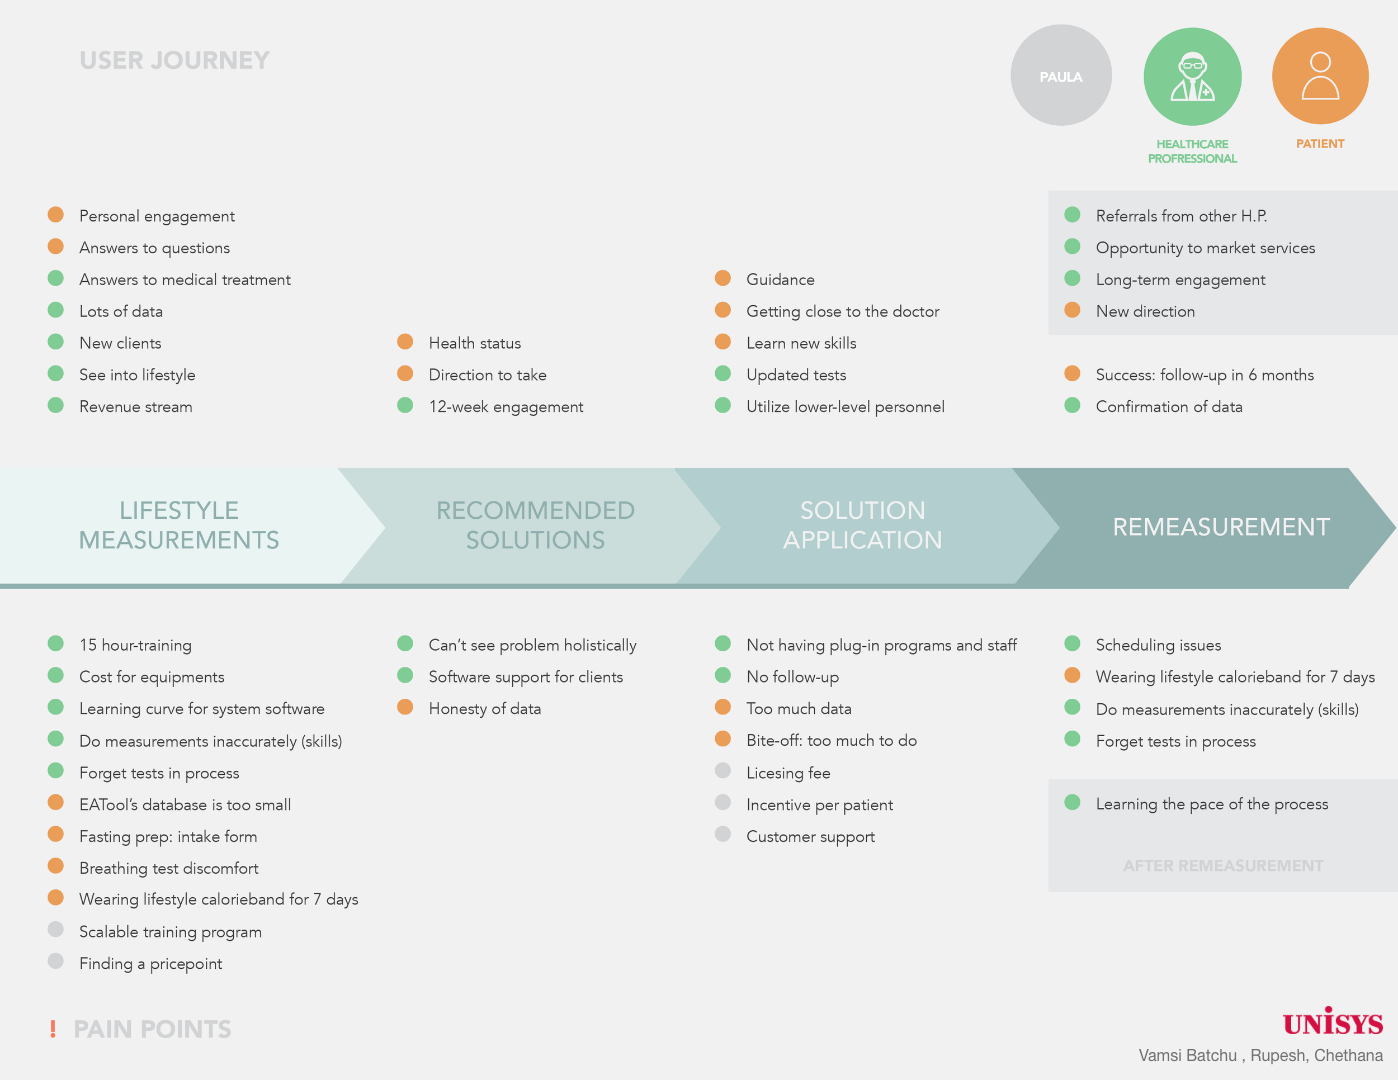 USER JOURNEY
PAULA
HEALTHCARE
PROFRESSIONAL
PATIENT
Personal engagement
Answers to questions
Answers to medical treatment
Lots of data
New clients
See into lifestyle
Revenue stream
Health status
Direction to take
12-week engagement
Guidance
Getting close to the doctor
Learn new skills
Updated tests
Utilize lower-level personnel
Referrals from other H.P.
Opportunity to market services
Long-term engagement
New direction
Success: follow-up in 6 months
Confirmation of data
LIFESTYLE
MEASUREMENTS
RECOMMENDED
SOLUTIONS
SOLUTION
APPLICATION
REMEASUREMENT
15 hour-training
Cost for equipments
Learning curve for system software
Do measurements inaccurately (skills)
Forget tests in process
EATool's database is too small
Fasting prep: intake form
Breathing test discomfort
Wearing lifestyle calorieband for 7 days
Scalable training program
Finding a pricepoint
Can't see problem holistically
Software support for clients
Honesty of data
Not having plug-in programs and staff
No follow-up
Too much data
Bite-off: too much to do
Licesing fee
Incentive per patient
Customer support
Scheduling issues
Wearing lifestyle calorieband for 7 days
Do measurements inaccurately (skills)
Forget tests in process
Learning the pace of the process
AFTER REMEASUREMENT
! PAIN POINTS
UNiSYS
Vamsi Batchu , Rupesh, Chethana